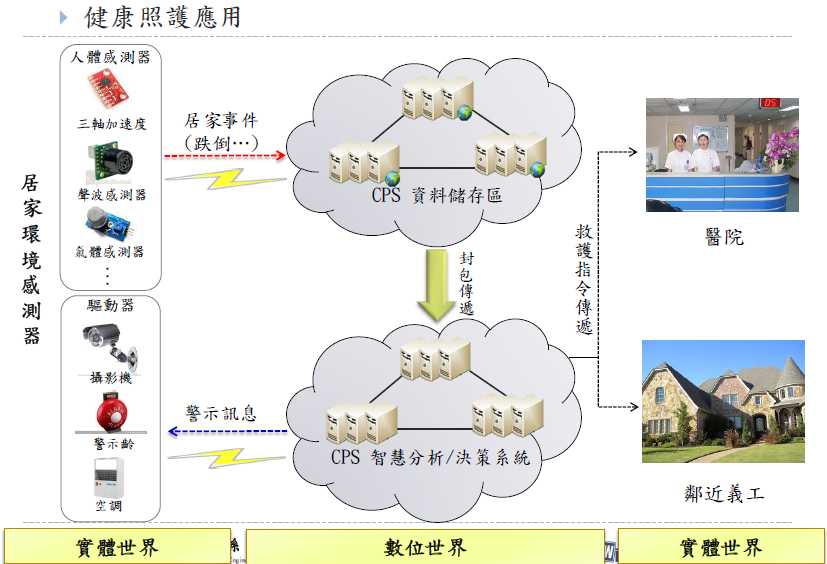 健康照護應用
人體感測器
三軸加速度
聲波感測器
氣體感測器
⋮
居家環境感測器
驅動器
攝影機
警示齡
空調
居家事件
(跌倒…)
CPS 資料儲存區
封包傳遞
警示訊息
CPS 智慧分析/決策系統
救護指令傳遞
05
醫院
鄰近義工
實體世界
數位世界
實體世界